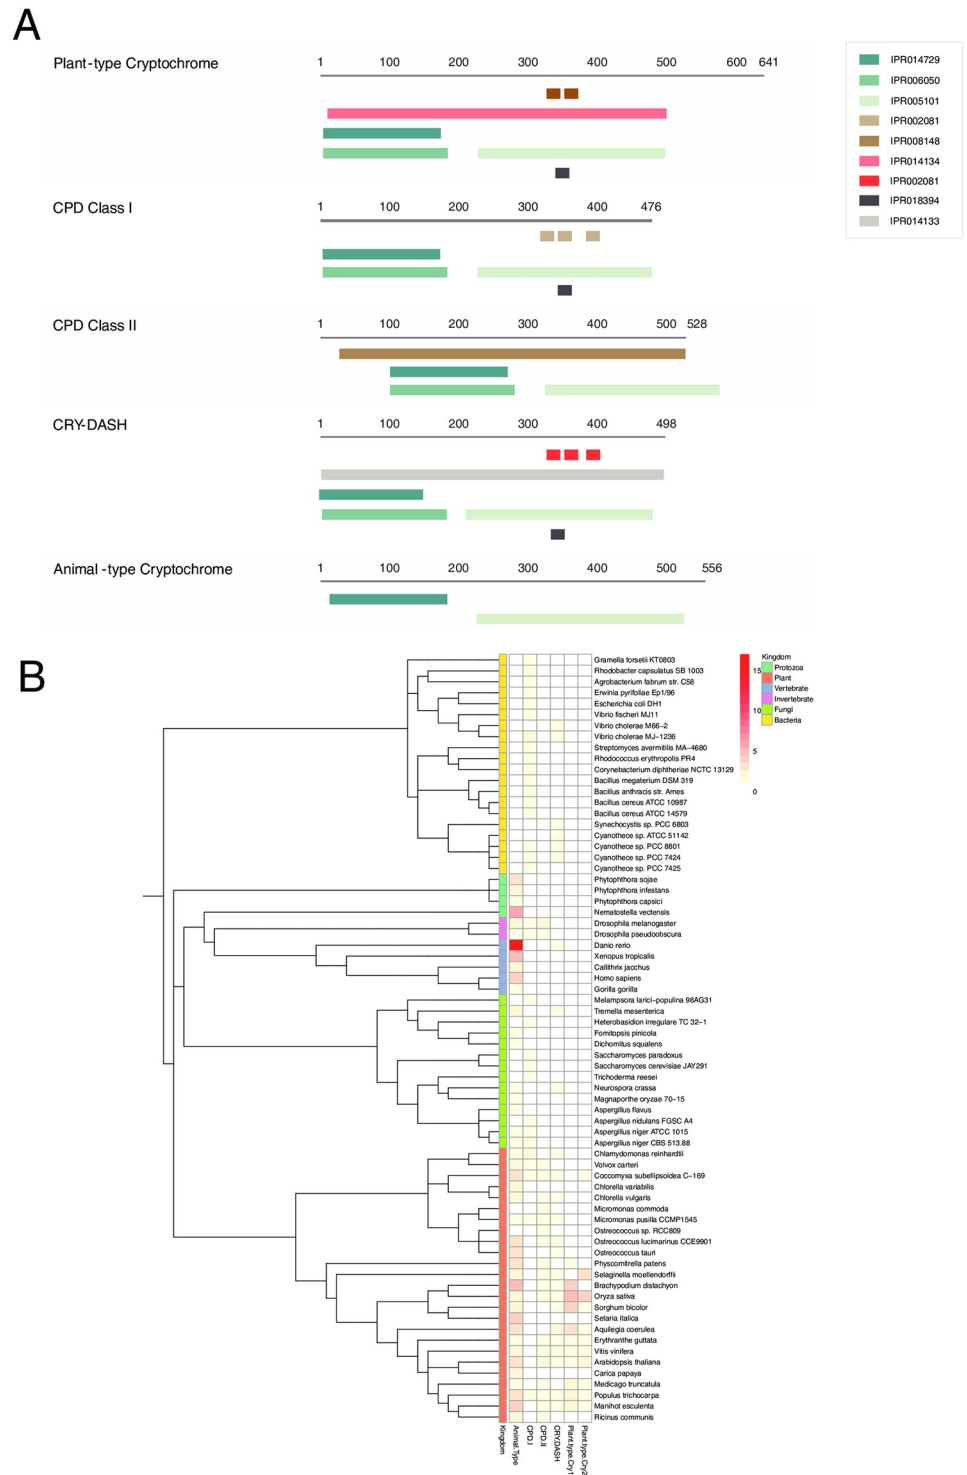 A
Plant-type Cryptochrome
1 100 200 300 400 500 600 641
CPD Class I
1 100 200 300 400 476
CPD Class II
1 100 200 300 400 500 528
CRY-DASH
1 100 200 300 400 498
Animal -type Cryptochrome
1 100 200 300 400 500 556
IPR014729
IPR006050
IPR005101
IPR002081
IPR008148
IPR014134
IPR002081
IPR018394
IPR014133
B
Gramella forsetii KT0803
Rhodobacter capsulatus SB 1003
Agrobacterium fabrum str. C58
Erwinia pyrifoliae Ep1/96
Escherichia coli DH1
Vibrio fischeri MJ11
Vibrio cholerae M66-2
Vibrio cholerae MJ-1236
Streptomyces avermitilis MA-4680
Rhodococcus erythropolis PR4
Corynebacterium diphtheriae NCTC 13129
Bacillus megaterium DSM 319
Bacillus anthracis str. Ames
Bacillus cereus ATCC 10987
Bacillus cereus ATCC 14579
Synechocystis sp. PCC 6803
Cyanothece sp. ATCC 51142
Cyanothece sp. PCC 8801
Cyanothece sp. PCC 7424
Cyanothece sp. PCC 7425
Phytophthora sojae
Phytophthora infestans
Phytophthora capsici
Nematostella vectensis
Drosophila melanogaster
Drosophila pseudoobscura
Danio rerio
Xenopus tropicalis
Callithrix jacchus
Homo sapiens
Gorilla gorilla
Melampsora larici-populina 98AG31
Tremella mesenterica
Heterobasidion irregulare TC 32-1
Fomitopsis pinicola
Dichomitus squalens
Saccharomyces paradoxus
Saccharomyces cerevisiae JAY291
Trichoderma reesei
Neurospora crassa
Magnaporthe oryzae 70-15
Aspergillus flavus
Aspergillus nidulans FGSC A4
Aspergillus niger ATCC 1015
Aspergillus niger CBS 513.88
Chlamydomonas reinhardtii
Volvox carteri
Coccomyxa subellipsoidea C-169
Chlorella variabilis
Chlorella vulgaris
Micromonas commoda
Micromonas pusilla CCMP1545
Ostreococcus sp. RCC809
Ostreococcus lucimarinus CCE9901
Ostreococcus tauri
Physcomitrella patens
Selaginella moellendorffii
Brachypodium distachyon
Oryza sativa
Sorghum bicolor
Setaria italica
Aquilegia coerulea
Erythranthe guttata
Vitis vinifera
Arabidopsis thaliana
Carica papaya
Medicago truncatula
Populus trichocarpa
Manihot esculenta
Ricinus communis
Kingdom
Animal.Type
CPD.I
CPD.II
CRY.DASH
Plant.type.Cry1
Plant.type.Cry2
15
10
5
0
Kingdom
Protozoa
Plant
Vertebrate
Invertebrate
Fungi
Bacteria